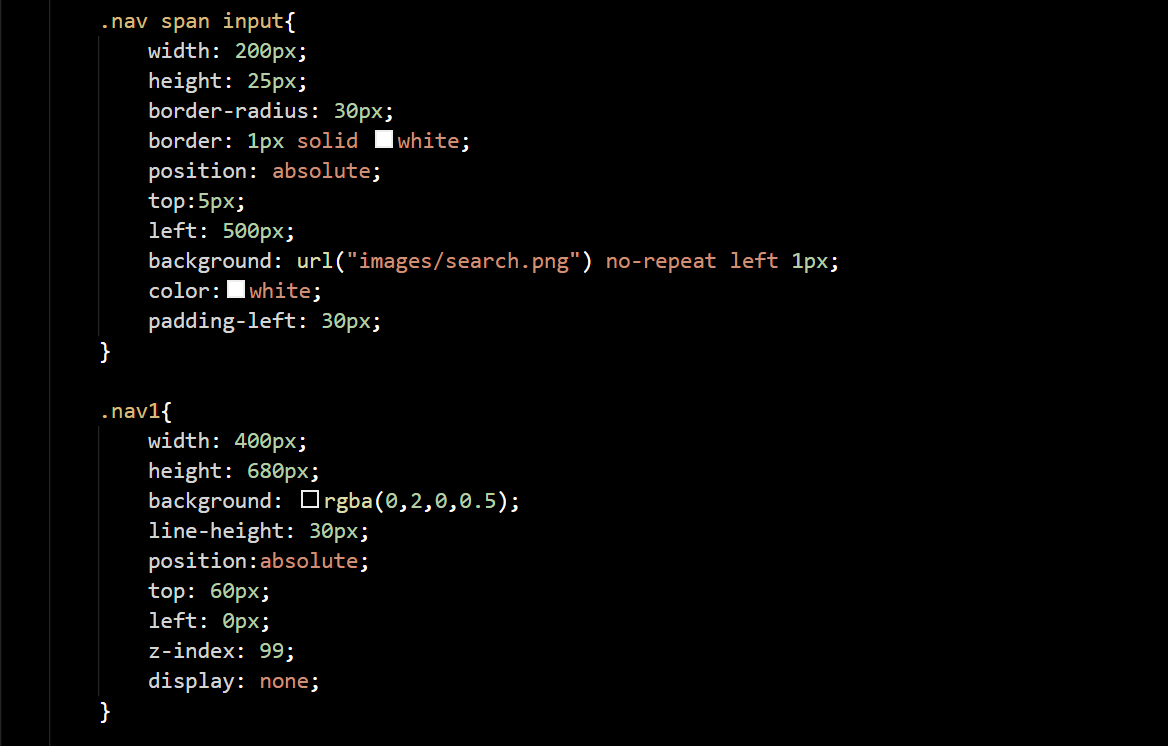 .nav span input{
width: 200px;
height: 25px;
border-radius: 30px;
border: 1px solid white;
position: absolute;
top:5px;
left: 500px;
background: url("images/search.png") no-repeat left 1px;
color:white;
padding-left: 30px;
}
.nav1{
width: 400px;
height: 680px;
background: rgba(0,2,0,0.5);
line-height: 30px;
position:absolute;
top: 60px;
left: 0px;
z-index: 99;
display: none;
}